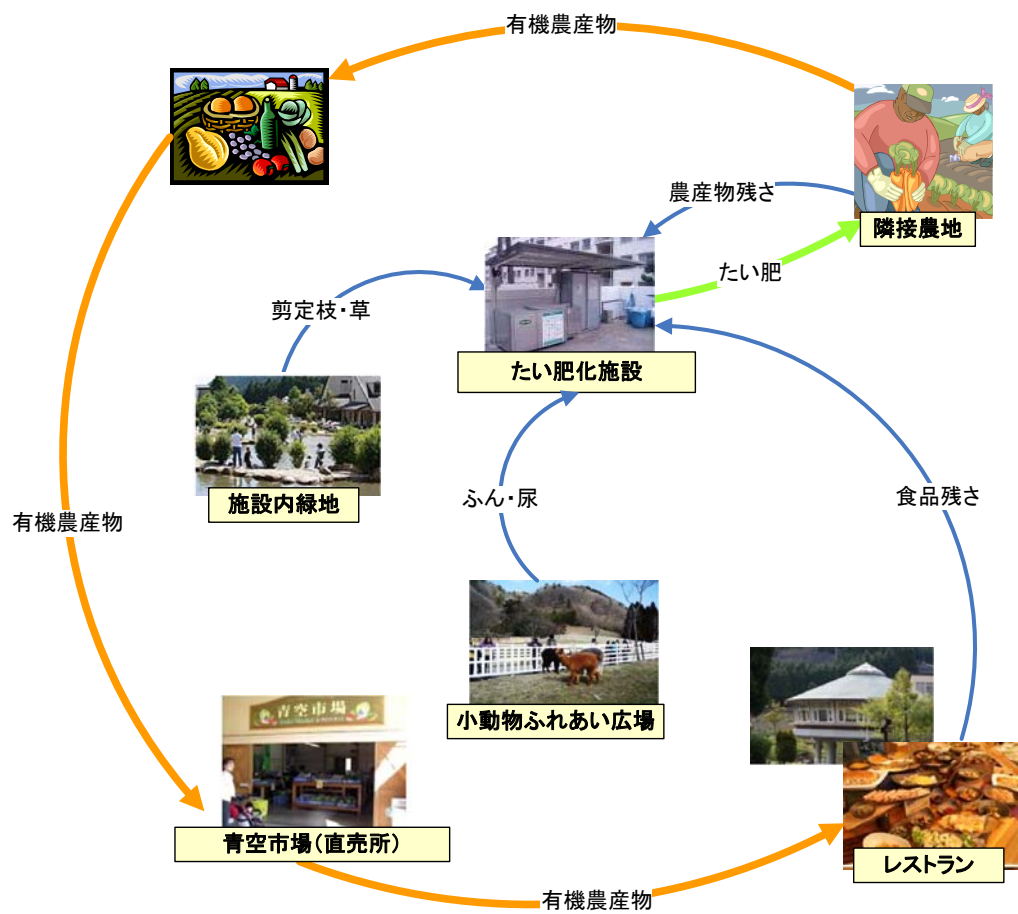 有機農産物
農産物残さ
隣接農地
たい肥
剪定枝・草
たい肥化施設
施設内緑地
ふん・尿
食品残さ
有機農産物
小動物ふれあい広場
青空市場
青空市場(直売所)
レストラン
有機農産物